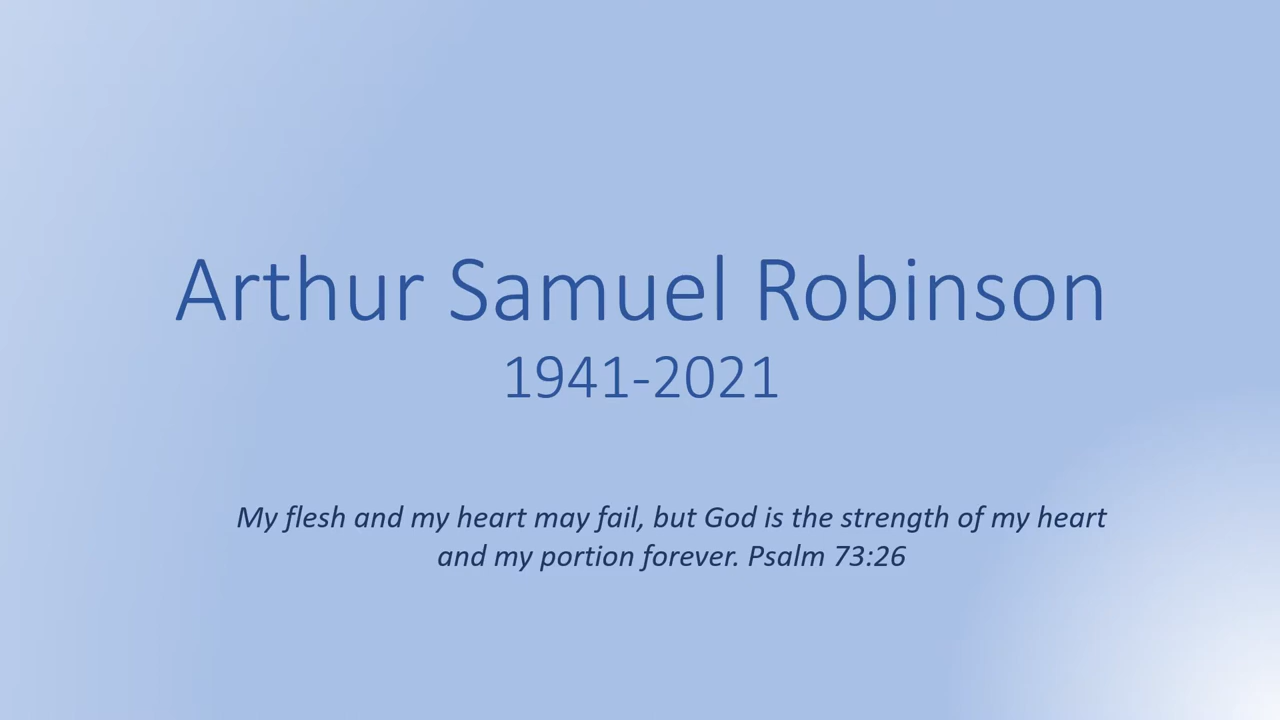 Arthur Samuel Robinson
1941-2021
My flesh and my heart may fail, but God is the strength of my heart
and my portion forever. Psalm 73:26